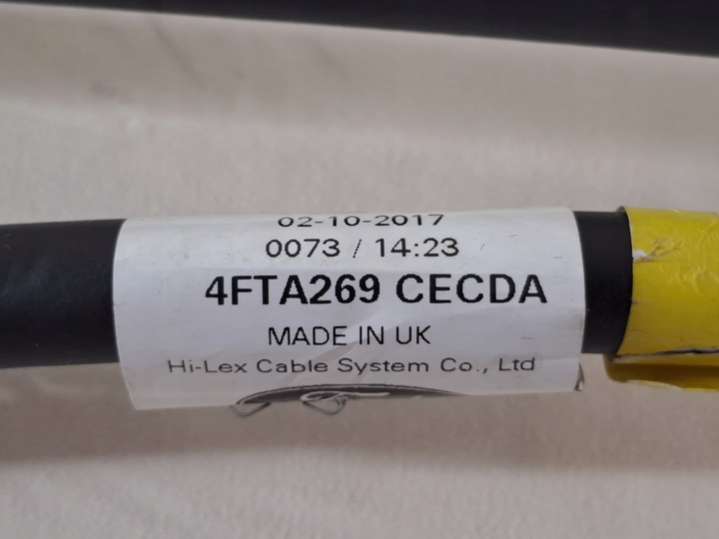 02-10-2017
0073 / 14:23
4FTA269 CECDA
MADE IN UK
Hi-Lex Cable System Co., Ltd